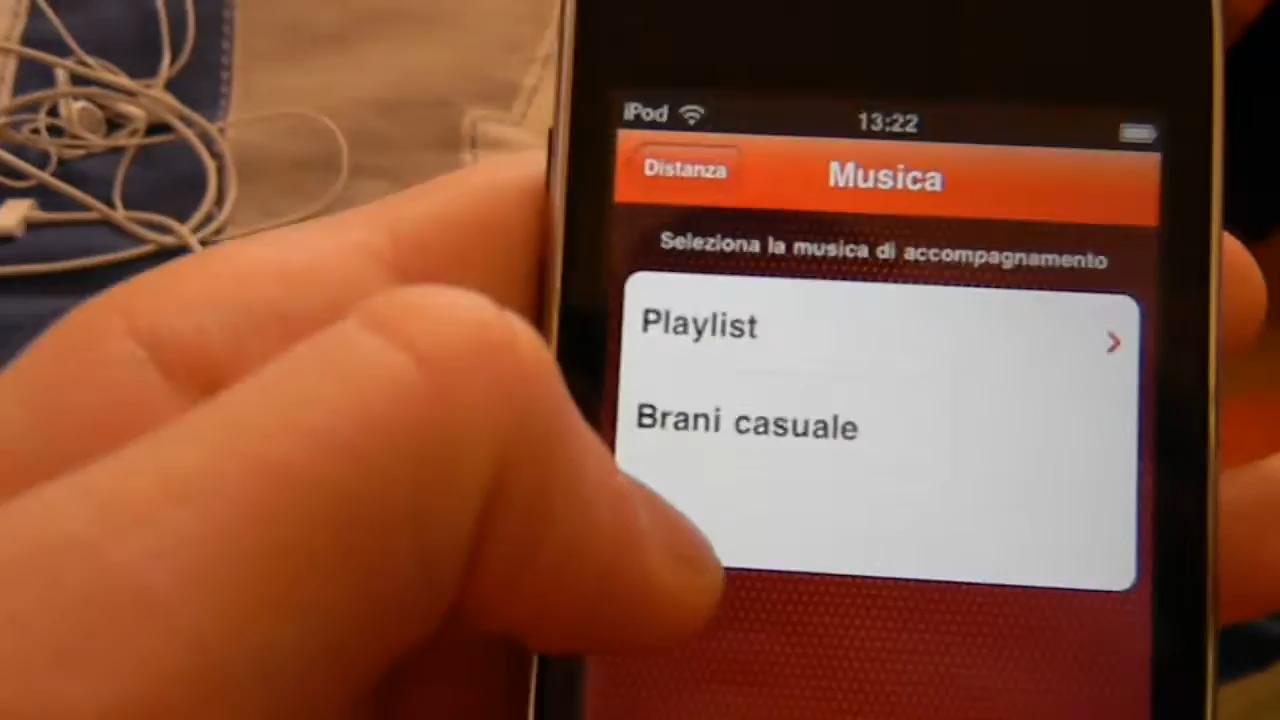 iPod 13:22
Distanza Musica
Seleziona la musica di accompagnamento
Playlist
Brani casuale